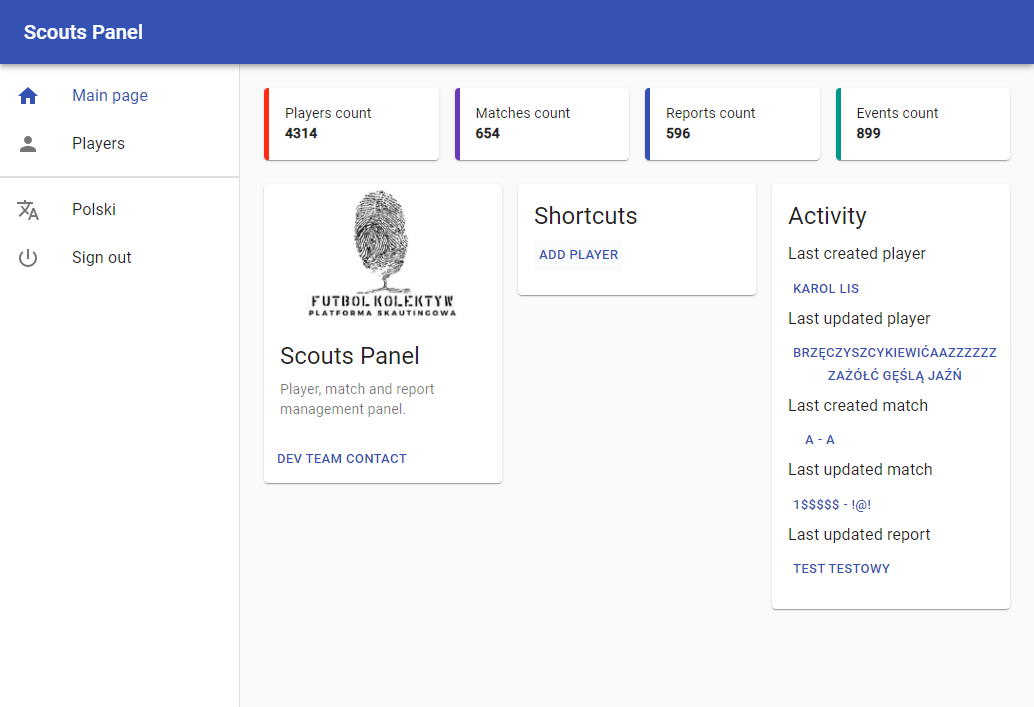 Scouts Panel
Main page
Players
Polski
Sign out
Players count
4314
Matches count
654
Reports count
596
Events count
899
FUTBOL KOLEKTYW
PLATFORMA SKAUTINGOWA
Scouts Panel
Player, match and report
management panel.
DEV TEAM CONTACT
Shortcuts
ADD PLAYER
Activity
Last created player
KAROL LIS
Last updated player
BRZĘCZYSZCYKIEWIĆAAZZZZZZ
ZAŻÓŁĆ GĘŚLĄ JAŹŃ
Last created match
A - A
Last updated match
1$$$$$ - !@!
Last updated report
TEST TESTOWY